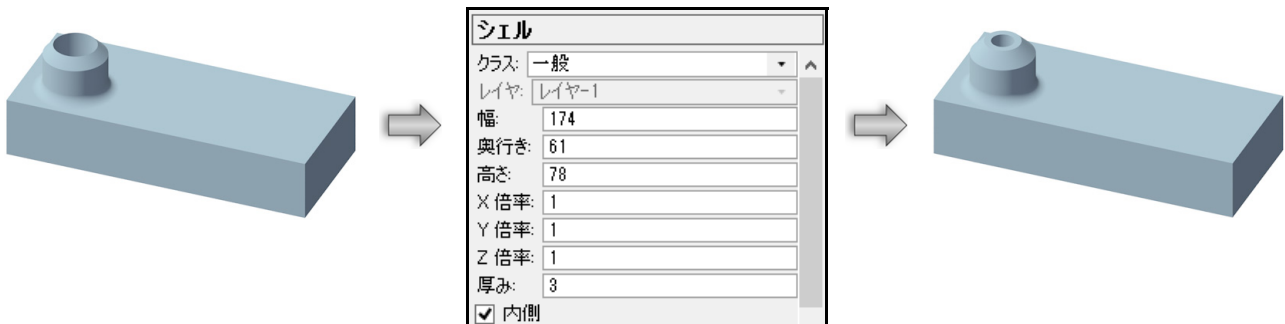 シェル
クラス: 一般
レイヤ: レイヤ-1
幅: 174
奥行き: 61
高さ: 78
X 倍率: 1
Y 倍率: 1
Z 倍率: 1
厚み: 3
内側